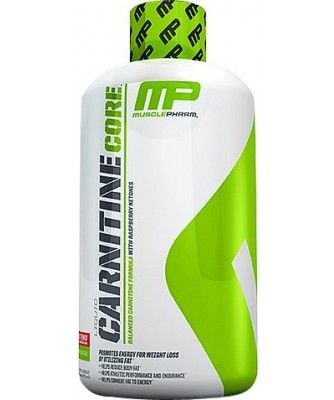 MP
MUSCLEPHARM®
LIQUID
CARNITINE CORE
BALANCED CARNITINE FORMULA WITH RASPBERRY KETONES
PROMOTES ENERGY FOR WEIGHT LOSS
BY UTILIZING FAT*
• HELPS REDUCE BODY FAT*
• HELPS ATHLETIC PERFORMANCE AND ENDURANCE*
• HELPS CONVERT FAT TO ENERGY*